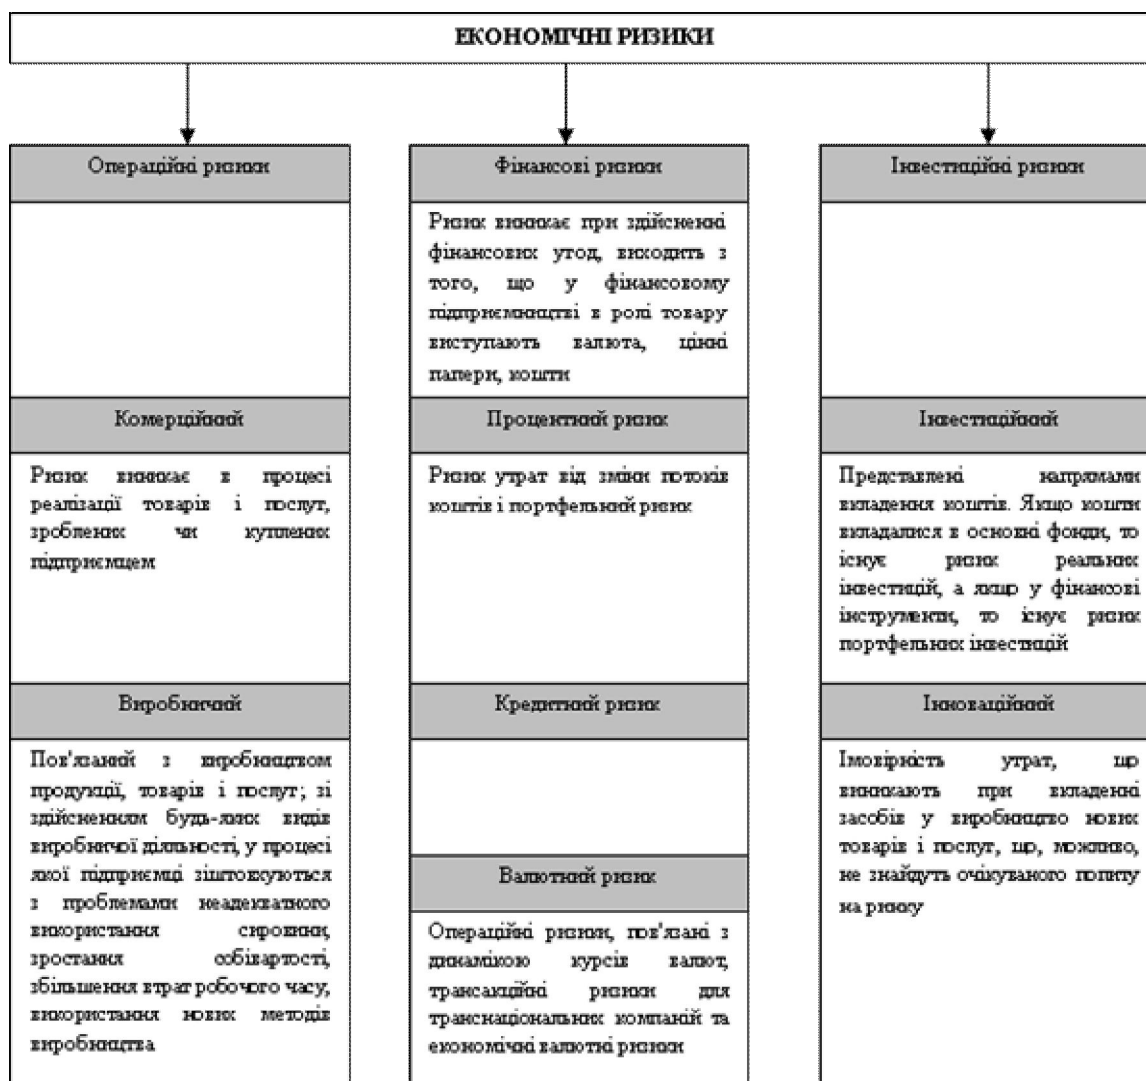 ЕКОНОМІЧНІ РИЗИКИ
Операційні ризики
Комерційний
Ризик виникає в процесі
реалізації товарів і послуг,
зроблених чи куплених
підприємцем
Виробничий
Пов'язаний з виробництвом
продукції, товарів і послуг; зі
здійсненням будь-яких видів
виробничої діяльності, у процесі
якої підприємці зіштовхуються
з проблемами неадекватного
використання сировини,
зростання собівартості,
збільшення втрат робочого часу,
використання нових методів
виробництва
Фінансові ризики
Ризик виникає при здійсненні
фінансових угод, виходить з
того, що у фінансовому
підприємництві в ролі товару
виступають валюта, цінні
папери, кошти
Процентний ризик
Ризик утрат від зміни потоків
коштів і портфельний ризик
Кредитний ризик
Валютний ризик
Операційні ризики, пов'язані з
динамікою курсів валют,
трансакційні ризики для
транснаціональних компаній та
економічні валютні ризики
Інвестиційні ризики
Інвестиційний
Представлені напрямами
вкладення коштів. Якщо кошти
вкладалися в основні фонди, то
існує ризик реальних
інвестицій, а якщо у фінансові
інструменти, то існує ризик
портфельних інвестицій
Інноваційний
Імовірність утрат, що
виникають при вкладенні
засобів у виробництво нових
товарів і послуг, що, можливо,
не знайдуть очікуваного попиту
на ринку